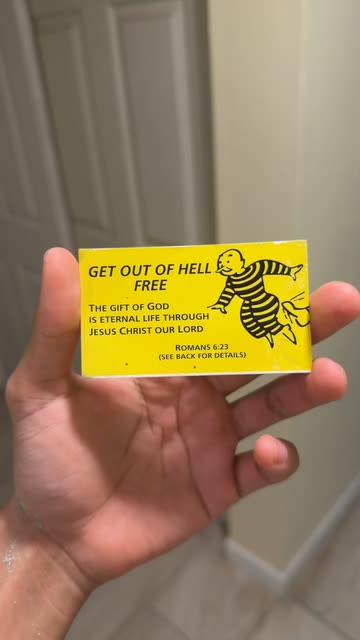 GET OUT OF HELL
FREE
THE GIFT OF GOD
IS ETERNAL LIFE THROUGH
JESUS CHRIST OUR LORD
ROMANS 6:23
(SEE BACK FOR DETAILS)